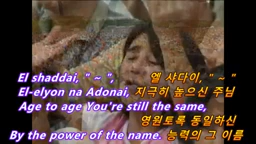 El shaddai, " ~ ", 엘 샤다이, " ~ "
El-elyon na Adonai, 지극히 높으신 주님
Age to age You're still the same,
영원토록 동일하신
By the power of the name. 능력의 그 이름